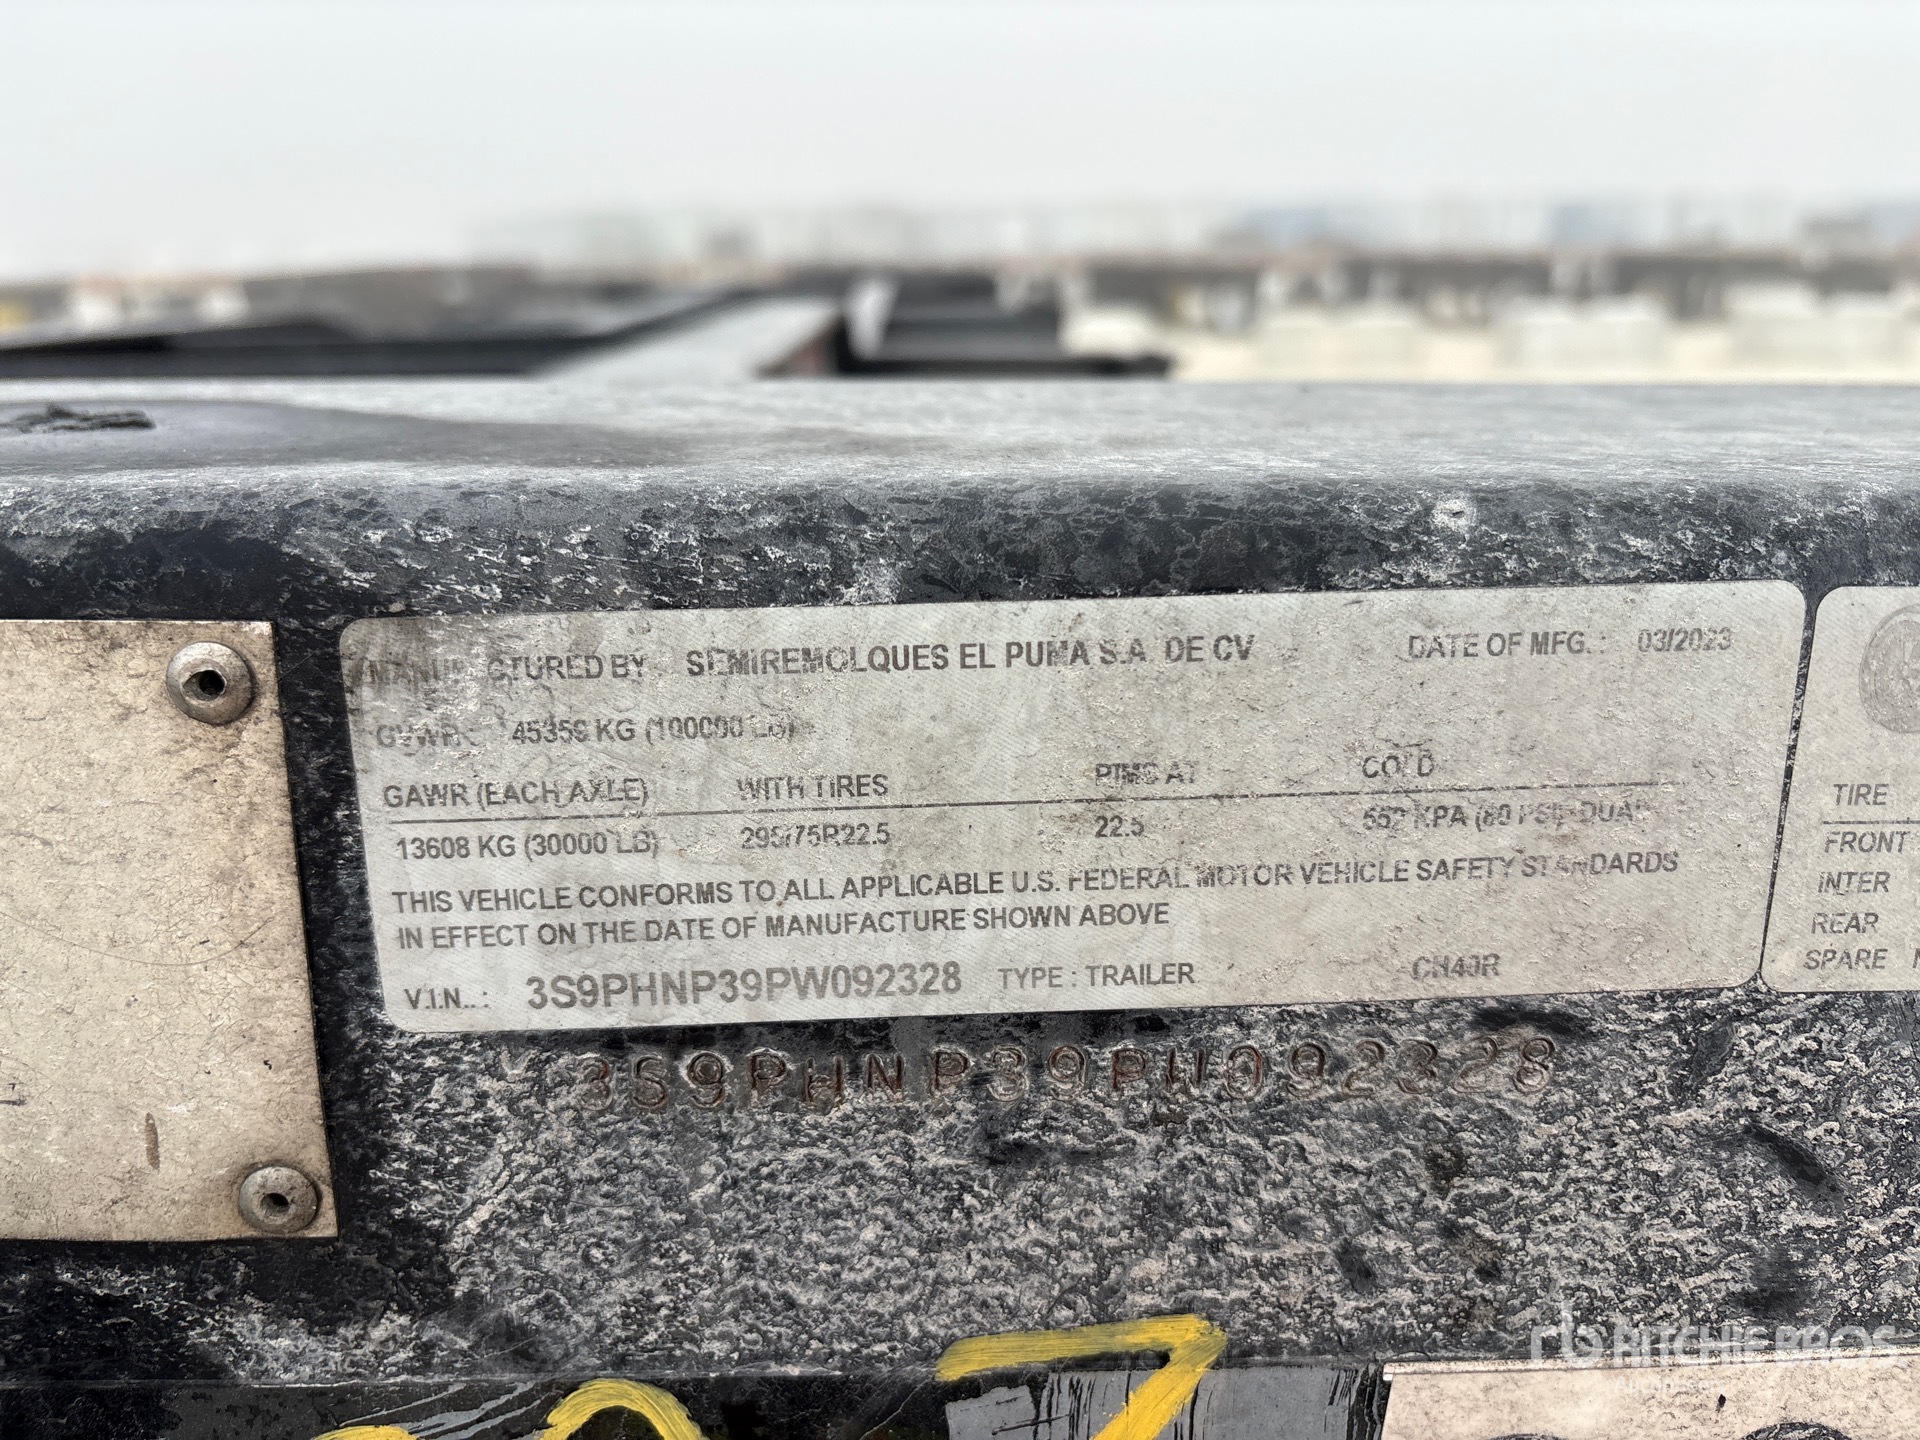 MANUFACTURED BY : SEMIREMOLQUES EL PUMA S.A. DE CV DATE OF MFG. : 03/2023
GVWR : 45359 KG (100000 LB)
GAWR (EACH AXLE) WITH TIRES RIMS AT COLD
13608 KG (30000 LB) 295/75R22.5 22.5 552 KPA (80 PSI) DUAL
THIS VEHICLE CONFORMS TO ALL APPLICABLE U.S. FEDERAL MOTOR VEHICLE SAFETY STANDARDS
IN EFFECT ON THE DATE OF MANUFACTURE SHOWN ABOVE
V.I.N.. : 3S9PHNP39PW092328 TYPE : TRAILER CH40R
TIRE
FRONT
INTER
REAR
SPARE
3S9PHNP39PW092328
7
rb RITCHIE BROS